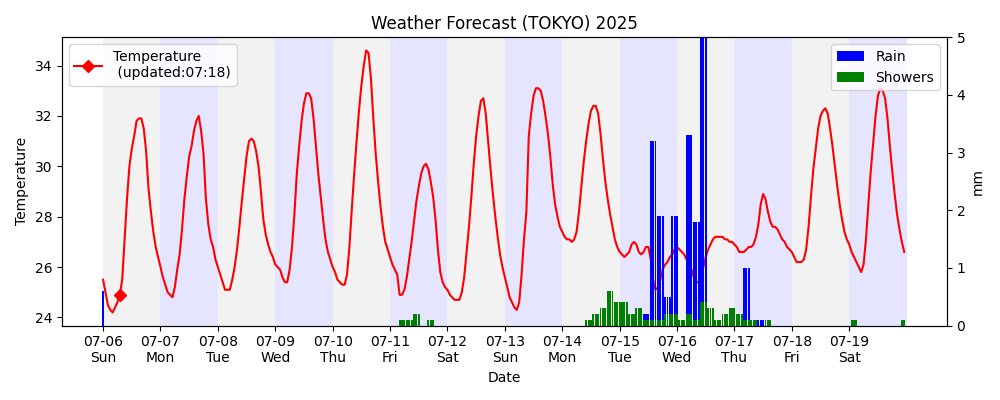 Weather Forecast (TOKYO) 2025
Temperature
(updated:07:18)
Rain
Showers
Temperature
34
32
30
28
26
24
5
4
3
2
1
0
mm
07-06 07-07 07-08 07-09 07-10 07-11 07-12 07-13 07-14 07-15 07-16 07-17 07-18 07-19
Sun Mon Tue Wed Thu Fri Sat Sun Mon Tue Wed Thu Fri Sat
Date